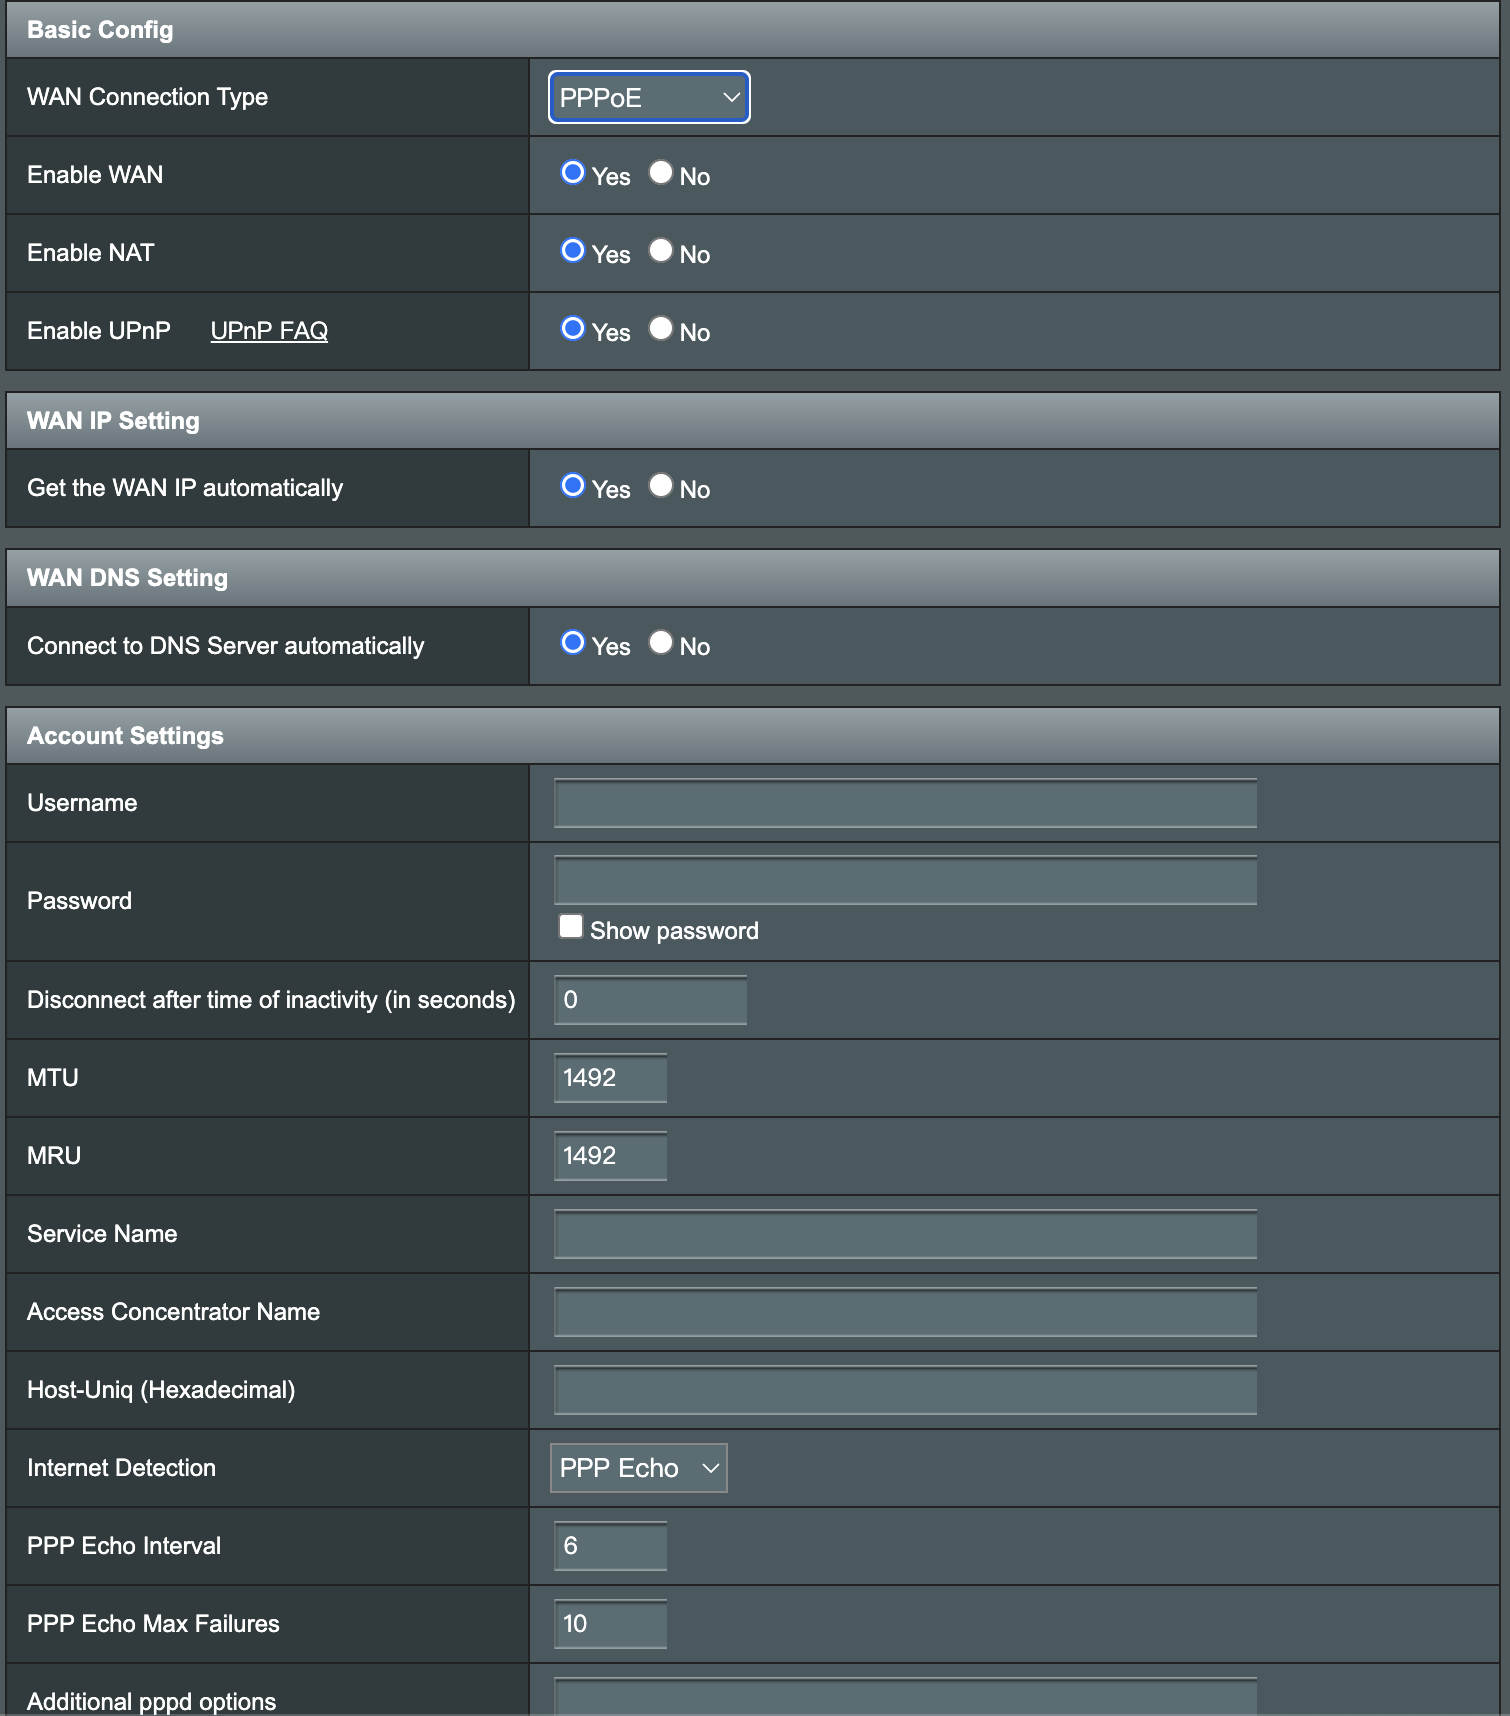 Basic Config
WAN Connection Type PPPoE
Enable WAN Yes No
Enable NAT Yes No
Enable UPnP UPnP FAQ Yes No
WAN IP Setting
Get the WAN IP automatically Yes No
WAN DNS Setting
Connect to DNS Server automatically Yes No
Account Settings
Username
Password
Show password
Disconnect after time of inactivity (in seconds) 0
MTU 1492
MRU 1492
Service Name
Access Concentrator Name
Host-Uniq (Hexadecimal)
Internet Detection PPP Echo
PPP Echo Interval 6
PPP Echo Max Failures 10
Additional pppd options